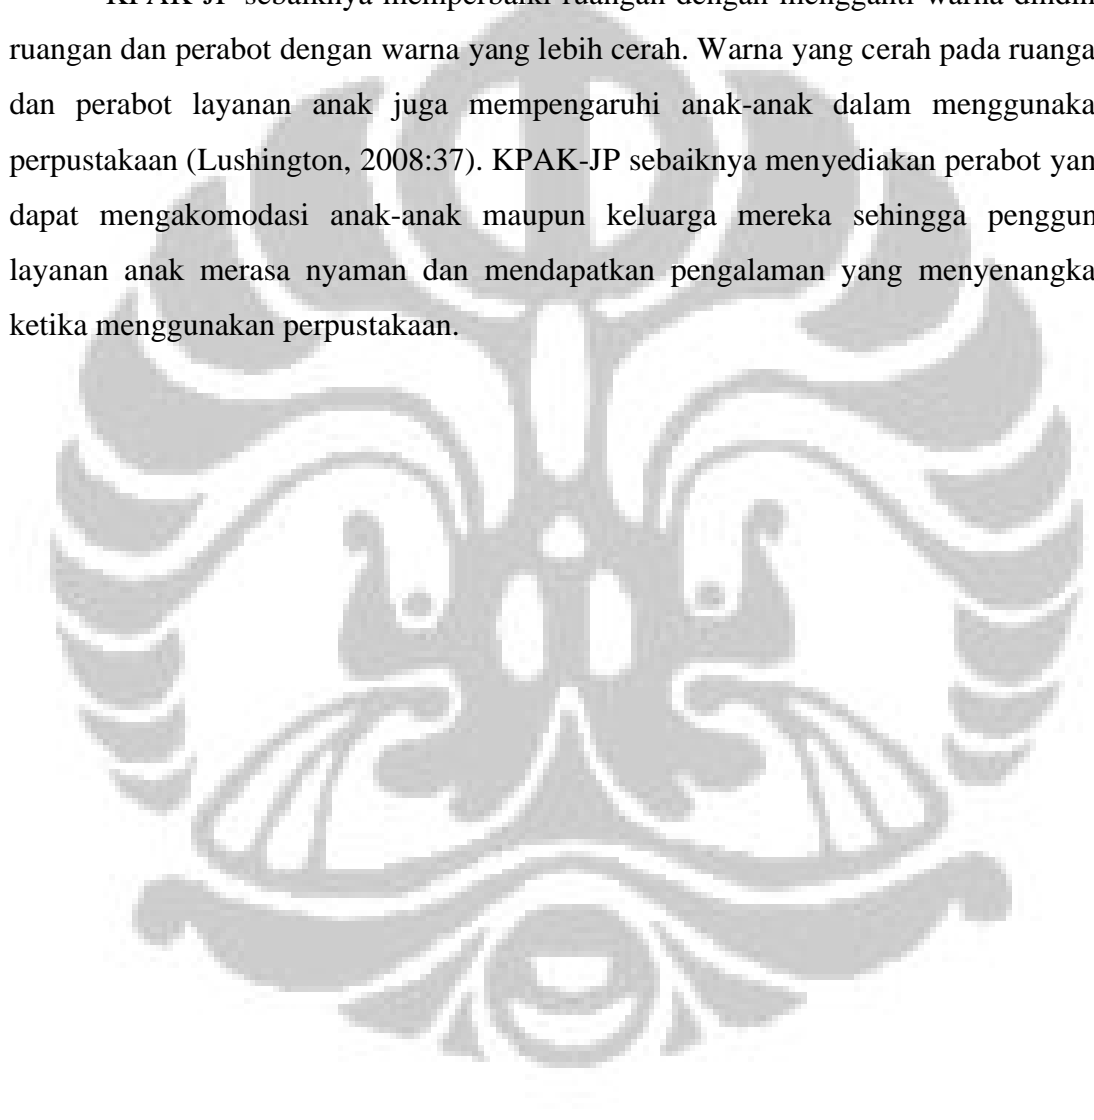 KPAK-JP sebaiknya memperbaiki ruangan dengan mengganti warna dindin
ruangan dan perabot dengan warna yang lebih cerah. Warna yang cerah pada ruanga
dan perabot layanan anak juga mempengaruhi anak-anak dalam menggunaka
perpustakaan (Lushington, 2008:37). KPAK-JP sebaiknya menyediakan perabot yan
dapat mengakomodasi anak-anak maupun keluarga mereka sehingga penggun
layanan anak merasa nyaman dan mendapatkan pengalaman yang menyenangka
ketika menggunakan perpustakaan.